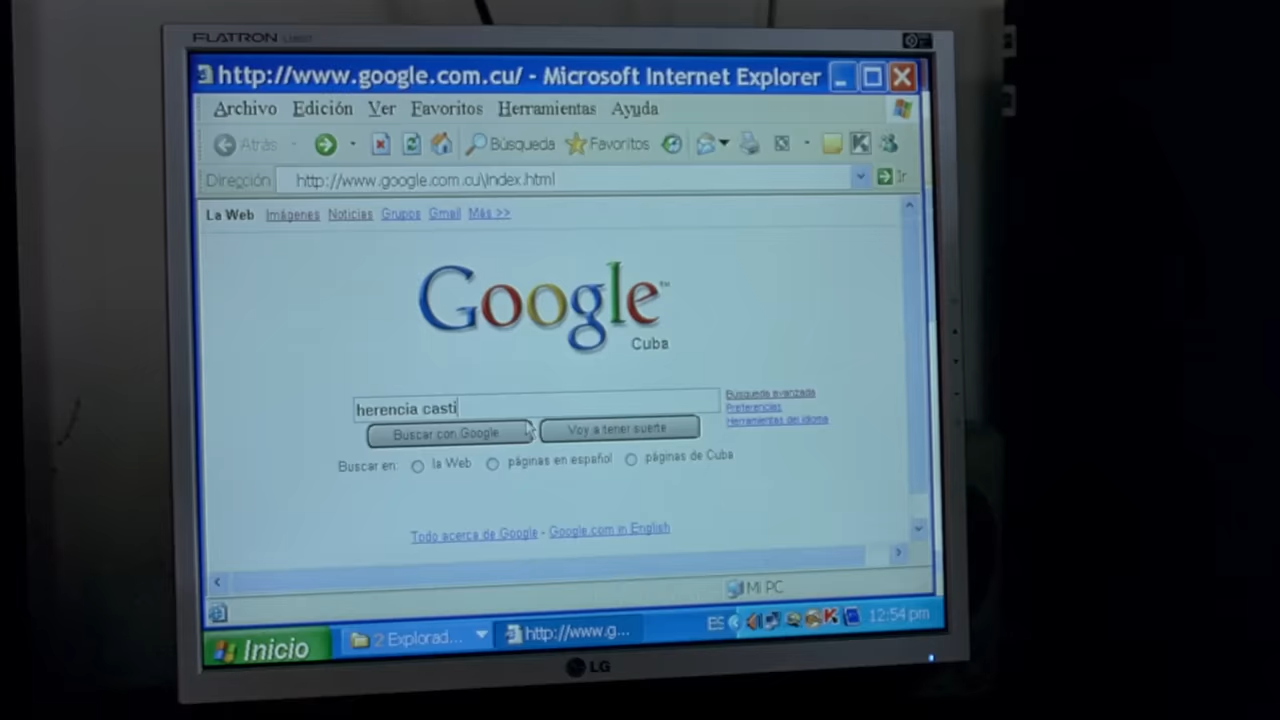 FLATRON
http://www.google.com.cu/ - Microsoft Internet Explorer
Archivo Edición Ver Favoritos Herramientas Ayuda
Atrás Búsqueda Favoritos K
Dirección http://www.google.com.cu\index.html Ir
La Web Imágenes Noticias Grupos Gmail Más >>
Google™
Cuba
herencia casti
Búsqueda avanzada
Preferencias
Herramientas del idioma
Buscar con Google Voy a tener suerte
Buscar en: la Web páginas en español páginas de Cuba
Todo acerca de Google - Google.com in English
Mi PC
Inicio 2 Explorad... http://www.g... ES K 12:54 pm
LG